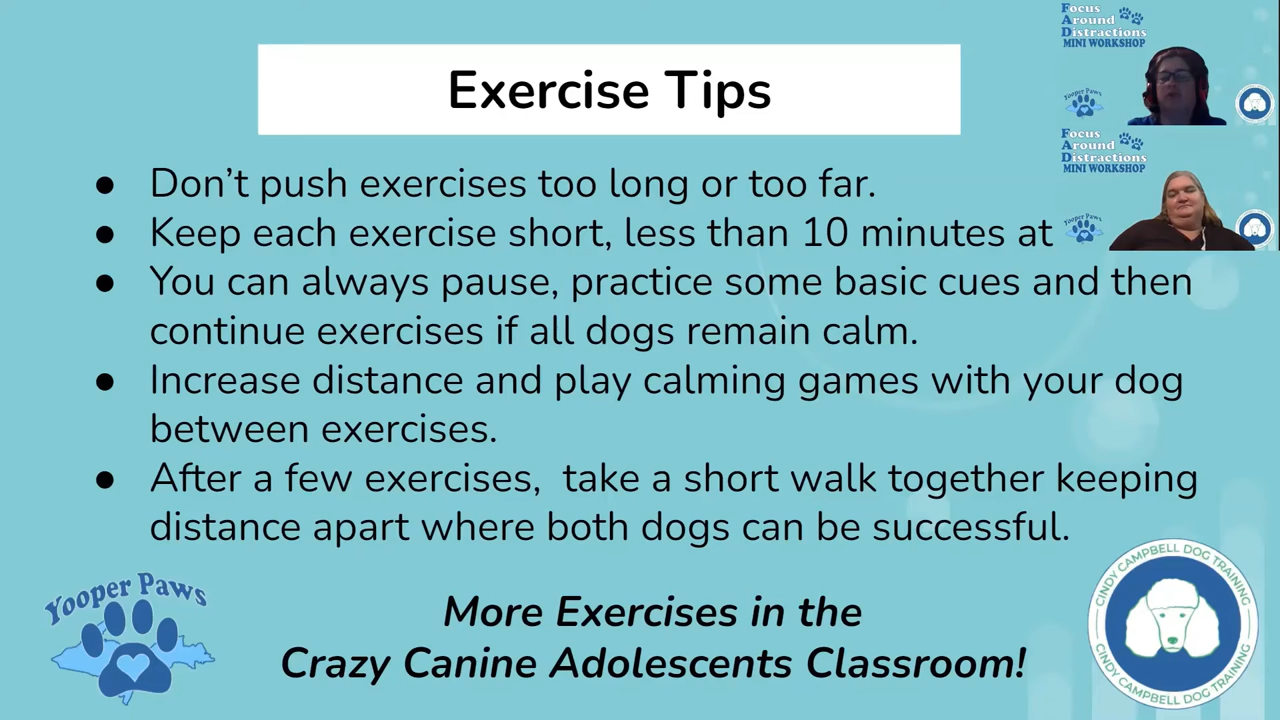 Exercise Tips
● Don't push exercises too long or too far.
● Keep each exercise short, less than 10 minutes at
● You can always pause, practice some basic cues and then
continue exercises if all dogs remain calm.
● Increase distance and play calming games with your dog
between exercises.
● After a few exercises,  take a short walk together keeping
distance apart where both dogs can be successful.
More Exercises in the
Crazy Canine Adolescents Classroom!
Yooper Paws
CINDY CAMPBELL DOG TRAINING
CINDY CAMPBELL DOG TRAINING
Focus
Around
Distractions
MINI WORKSHOP
Yooper Paws
Focus
Around
Distractions
MINI WORKSHOP
Yooper Paws